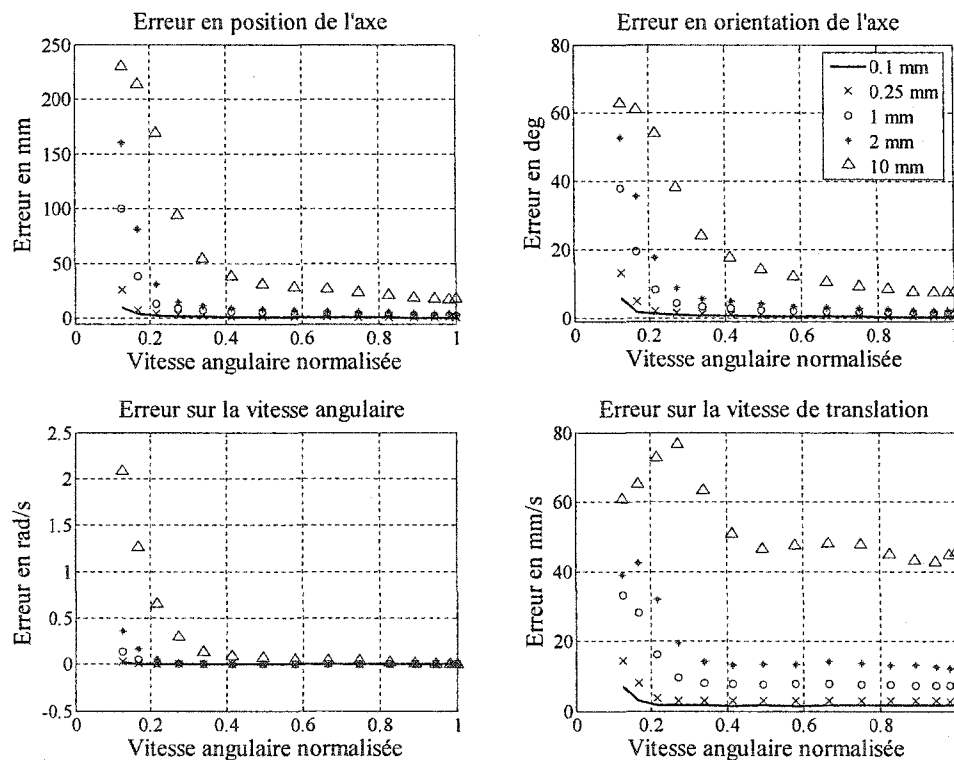 Erreur en position de l'axe
Erreur en mm
250
200
150
100
50
0
0
0.2
0.4
0.6
0.8
1
Vitesse angulaire normalisée
Erreur en orientation de l'axe
Erreur en deg
80
60
40
20
0
0
0.2
0.4
0.6
0.8
1
Vitesse angulaire normalisée
0.1 mm
0.25 mm
1 mm
2 mm
10 mm
Erreur sur la vitesse angulaire
Erreur en rad/s
2.5
2
1.5
1
0.5
0
-0.5
0
0.2
0.4
0.6
0.8
1
Vitesse angulaire normalisée
Erreur sur la vitesse de translation
Erreur en mm/s
80
60
40
20
0
0
0.2
0.4
0.6
0.8
1
Vitesse angulaire normalisée